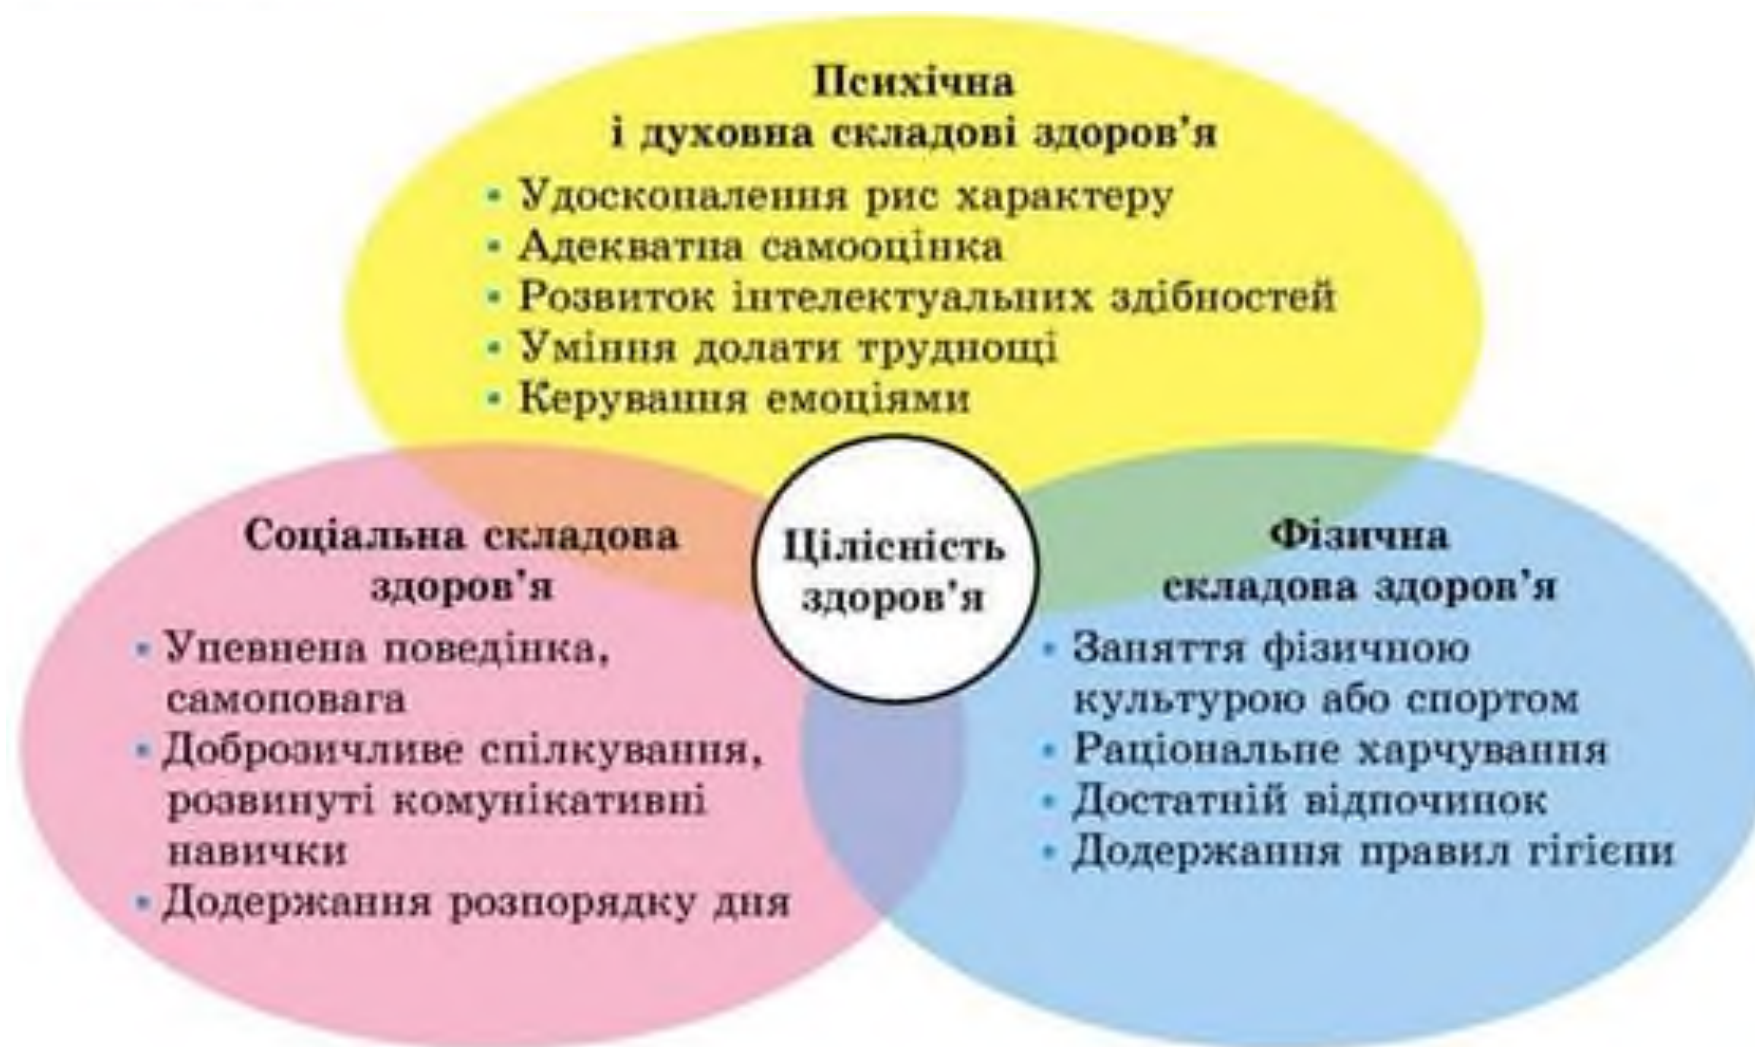 Психічна
і духовна складові здоров’я
• Удосконалення рис характеру
• Адекватна самооцінка
• Розвиток інтелектуальних здібностей
• Уміння долати труднощі
• Керування емоціями
Соціальна складова
здоров’я
• Упевнена поведінка,
самоповага
• Доброзичливе спілкування,
розвинуті комунікативні
навички
• Додержання розпорядку дня
Цілісність
здоров’я
Фізична
складова здоров’я
• Заняття фізичною
культурою або спортом
• Раціональне харчування
• Достатній відпочинок
• Додержання правил гігієни